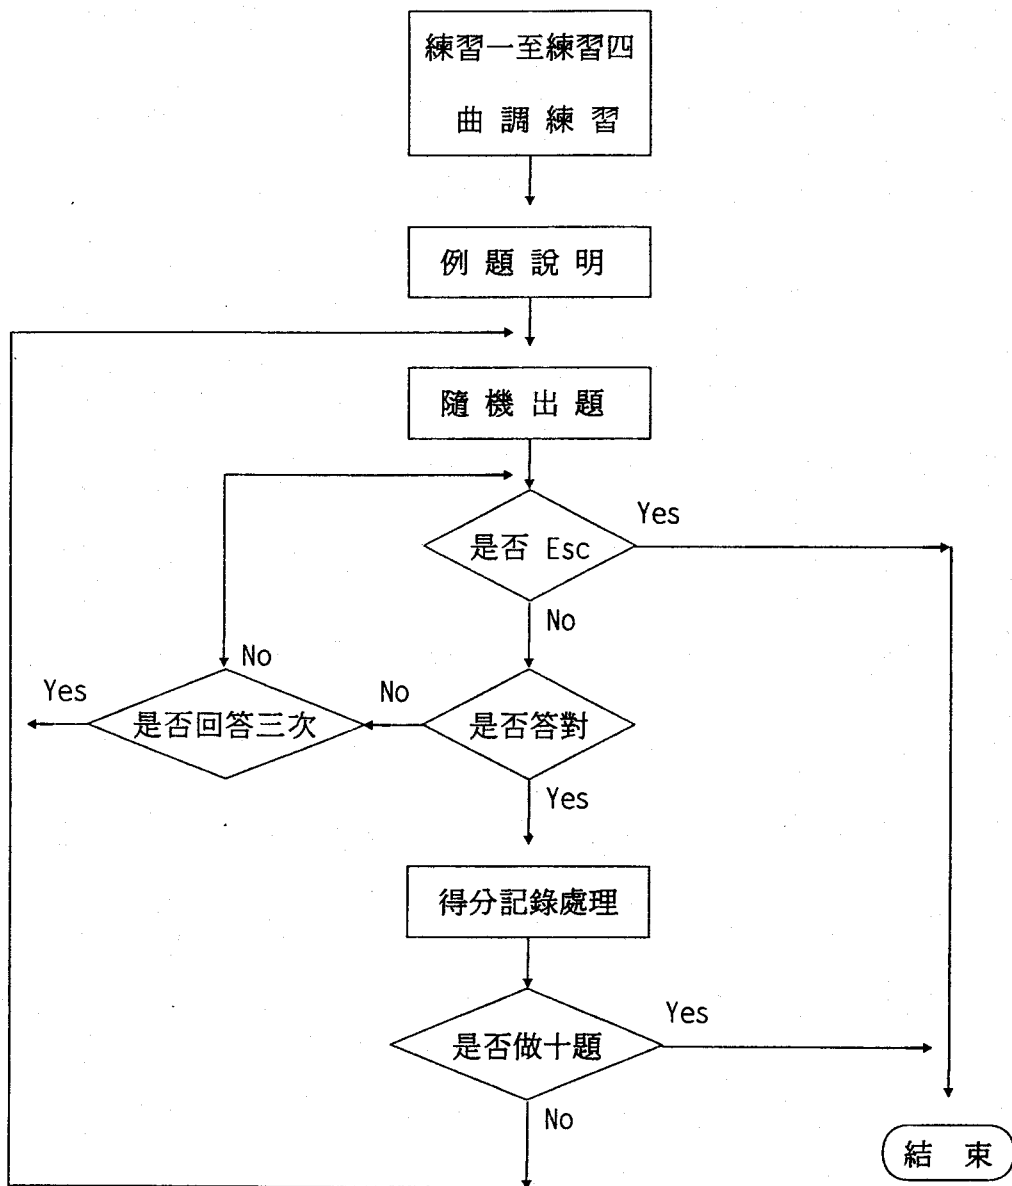 練習一至練習四
曲調練習
例題說明
隨機出題
是否 Esc
Yes
No
是否答對
No
Yes
是否回答三次
No
Yes
得分記錄處理
是否做十題
Yes
No
結束